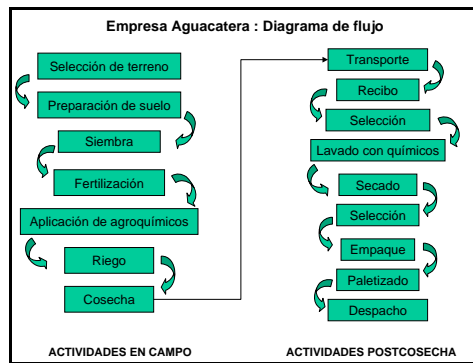 Empresa Aguacatera : Diagrama de flujo
Selección de terreno
Preparación de suelo
Siembra
Fertilización
Aplicación de agroquímicos
Riego
Cosecha
ACTIVIDADES EN CAMPO
Transporte
Recibo
Selección
Lavado con químicos
Secado
Selección
Empaque
Paletizado
Despacho
ACTIVIDADES POSTCOSECHA